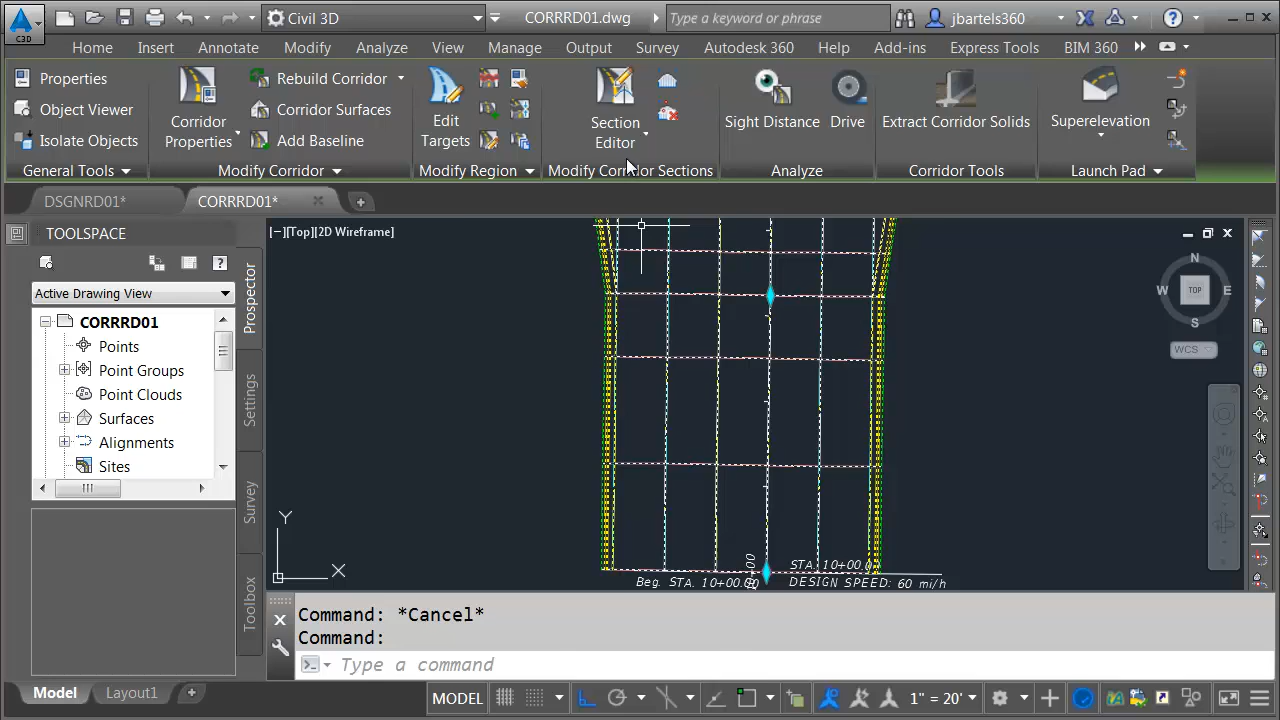 C3D
Civil 3D
CORRRD01.dwg
Type a keyword or phrase
jbartels360
Home Insert Annotate Modify Analyze View Manage Output Survey Autodesk 360 Help Add-ins Express Tools BIM 360
Properties
Object Viewer
Isolate Objects
General Tools
Corridor
Properties
Rebuild Corridor
Corridor Surfaces
Add Baseline
Modify Corridor
Edit
Targets
Modify Region
Section
Editor
Modify Corridor Sections
Sight Distance
Drive
Analyze
Extract Corridor Solids
Corridor Tools
Superelevation
Launch Pad
DSGNRD01*
CORRRD01*
TOOLSPACE
Active Drawing View
CORRRD01
Points
Point Groups
Point Clouds
Surfaces
Alignments
Sites
Prospector
Settings
Survey
Toolbox
[−][Top][2D Wireframe]
N
W
TOP
E
S
WCS
Y
X
Beg. STA. 10+00.00
STA. 10+00.
DESIGN SPEED: 60 mi/h
Command: *Cancel*
Command:
Type a command
Model
Layout1
MODEL
1" = 20'